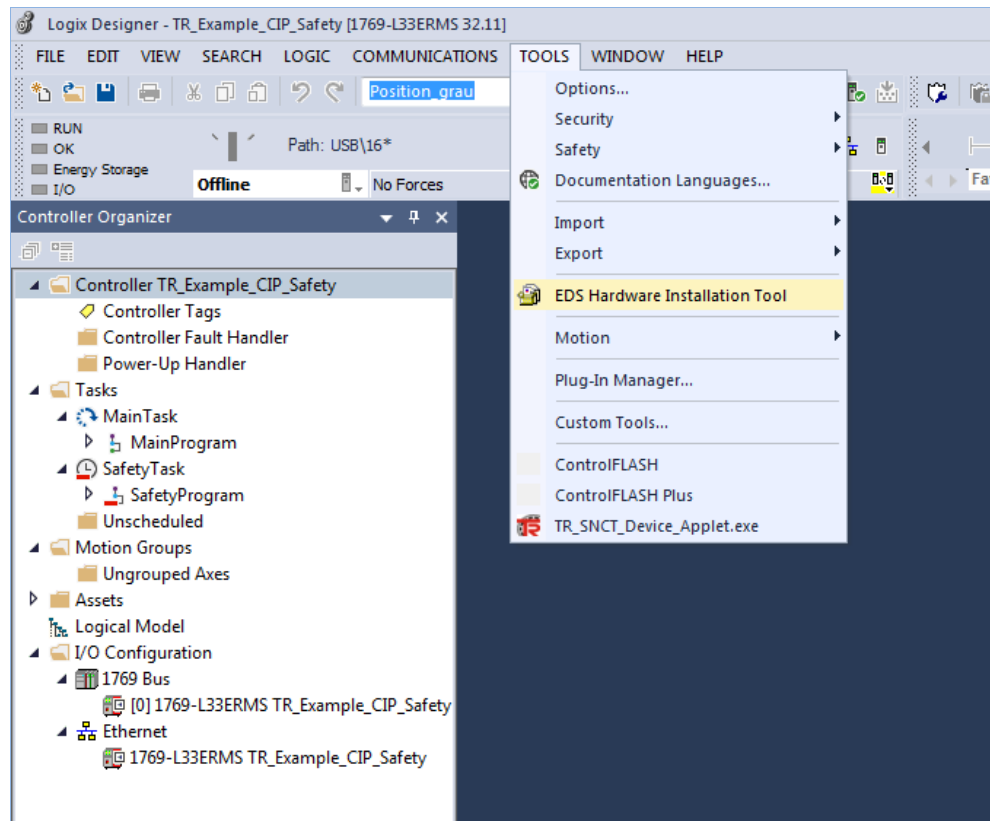 Logix Designer - TR_Example_CIP_Safety [1769-L33ERMS 32.11]
FILE EDIT VIEW SEARCH LOGIC COMMUNICATIONS TOOLS WINDOW HELP
Position_grau
RUN
OK
Energy Storage
I/O
Path: USB\16*
Offline
No Forces
Fa
Controller Organizer
Controller TR_Example_CIP_Safety
Controller Tags
Controller Fault Handler
Power-Up Handler
Tasks
MainTask
MainProgram
SafetyTask
SafetyProgram
Unscheduled
Motion Groups
Ungrouped Axes
Assets
Logical Model
I/O Configuration
1769 Bus
[0] 1769-L33ERMS TR_Example_CIP_Safety
Ethernet
1769-L33ERMS TR_Example_CIP_Safety
Options...
Security
Safety
Documentation Languages...
Import
Export
EDS Hardware Installation Tool
Motion
Plug-In Manager...
Custom Tools...
ControlFLASH
ControlFLASH Plus
TR_SNCT_Device_Applet.exe